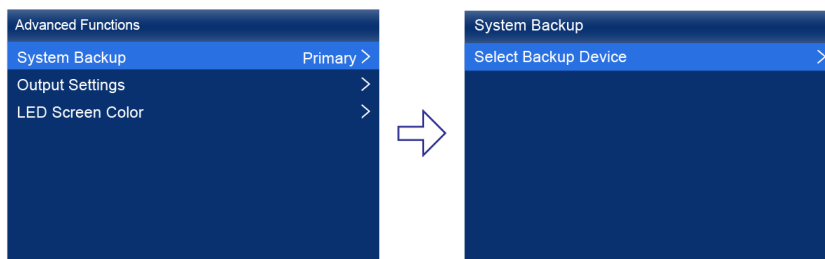 Advanced Functions
System Backup Primary >
Output Settings >
LED Screen Color >
System Backup
Select Backup Device >